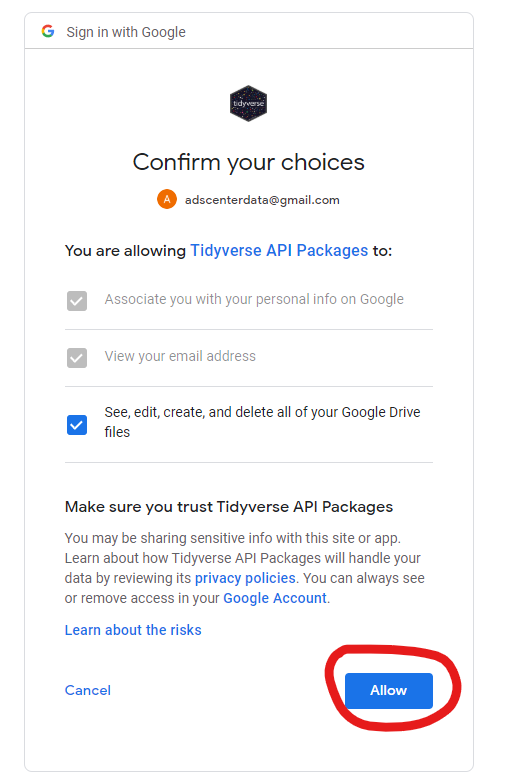 Sign in with Google
tidyverse
Confirm your choices
A adscenterdata@gmail.com
You are allowing Tidyverse API Packages to:
Associate you with your personal info on Google
View your email address
See, edit, create, and delete all of your Google Drive
files
Make sure you trust Tidyverse API Packages
You may be sharing sensitive info with this site or app.
Learn about how Tidyverse API Packages will handle your
data by reviewing its privacy policies. You can always see
or remove access in your Google Account.
Learn about the risks
Cancel Allow